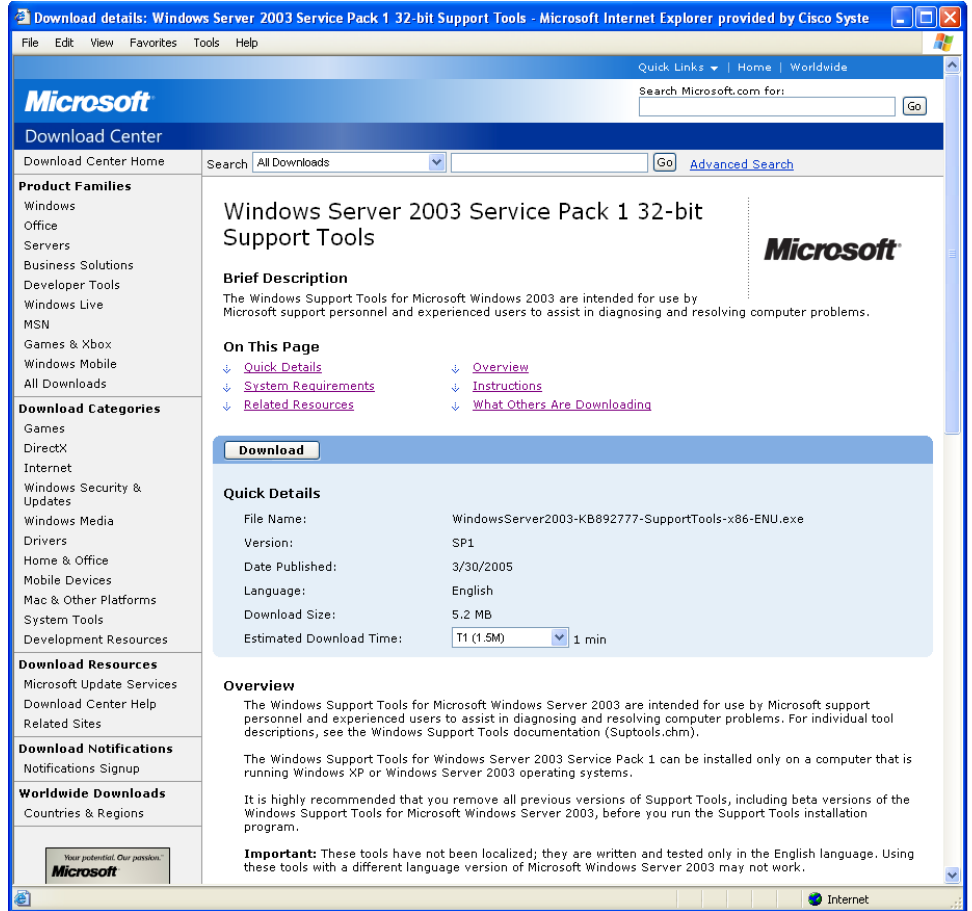 Download details: Windows Server 2003 Service Pack 1 32-bit Support Tools - Microsoft Internet Explorer provided by Cisco Syste
File Edit View Favorites Tools Help
Quick Links | Home | Worldwide
Microsoft
Search Microsoft.com for:
Go
Download Center
Download Center Home
Search All Downloads Go Advanced Search
Product Families
Windows
Office
Servers
Business Solutions
Developer Tools
Windows Live
MSN
Games & Xbox
Windows Mobile
All Downloads
Download Categories
Games
DirectX
Internet
Windows Security &
Updates
Windows Media
Drivers
Home & Office
Mobile Devices
Mac & Other Platforms
System Tools
Development Resources
Download Resources
Microsoft Update Services
Download Center Help
Related Sites
Download Notifications
Notifications Signup
Worldwide Downloads
Countries & Regions
Your potential. Our passion.™
Microsoft
Windows Server 2003 Service Pack 1 32-bit
Support Tools
Microsoft
Brief Description
The Windows Support Tools for Microsoft Windows 2003 are intended for use by
Microsoft support personnel and experienced users to assist in diagnosing and resolving computer problems.
On This Page
Quick Details Overview
System Requirements Instructions
Related Resources What Others Are Downloading
Download
Quick Details
File Name: WindowsServer2003-KB892777-SupportTools-x86-ENU.exe
Version: SP1
Date Published: 3/30/2005
Language: English
Download Size: 5.2 MB
Estimated Download Time: T1 (1.5M) 1 min
Overview
The Windows Support Tools for Microsoft Windows Server 2003 are intended for use by Microsoft support
personnel and experienced users to assist in diagnosing and resolving computer problems. For individual tool
descriptions, see the Windows Support Tools documentation (Suptools.chm).
The Windows Support Tools for Windows Server 2003 Service Pack 1 can be installed only on a computer that is
running Windows XP or Windows Server 2003 operating systems.
It is highly recommended that you remove all previous versions of Support Tools, including beta versions of the
Windows Support Tools for Microsoft Windows Server 2003, before you run the Support Tools installation
program.
Important: These tools have not been localized; they are written and tested only in the English language. Using
these tools with a different language version of Microsoft Windows Server 2003 may not work.
Internet